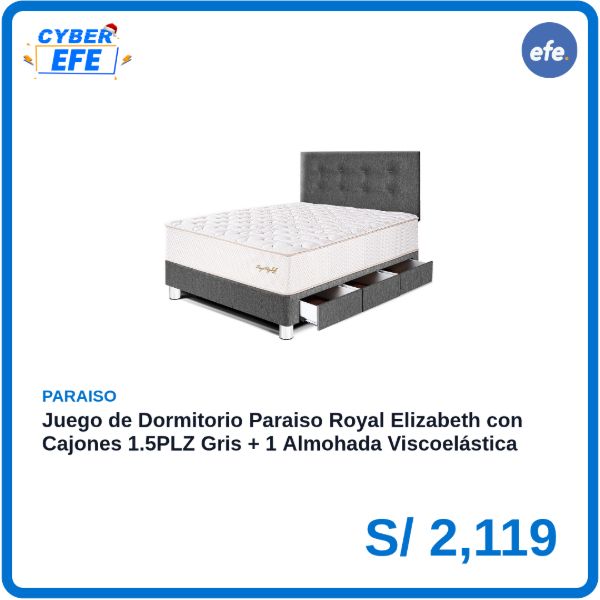 CYBER
EFE
efe.
PARAISO
Juego de Dormitorio Paraiso Royal Elizabeth con
Cajones 1.5PLZ Gris + 1 Almohada Viscoelástica
S/ 2,119